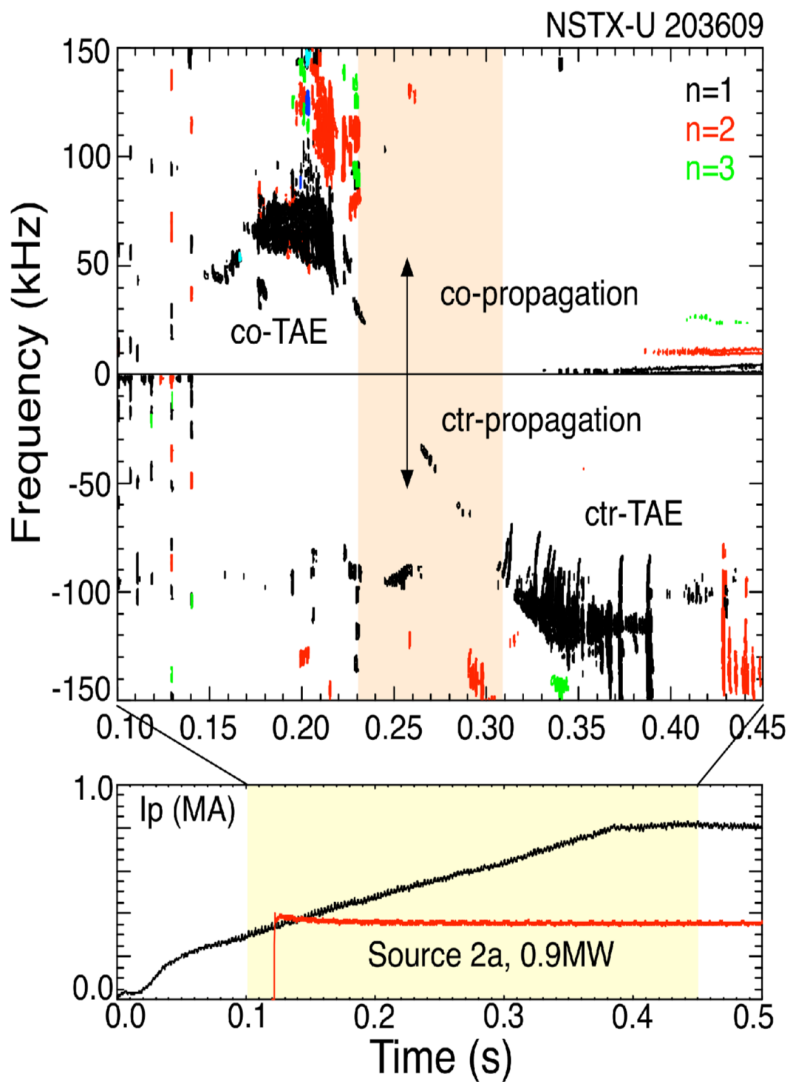 NSTX-U 203609
150
n=1
n=2
100
n=3
50
co-propagation
co-TAE
0
ctr-propagation
-50
ctr-TAE
-100
-150
Frequency (kHz)
0.10 0.15 0.20 0.25 0.30 0.35 0.40 0.45
1.0
Ip (MA)
Source 2a, 0.9MW
0.0
0.0 0.1 0.2 0.3 0.4 0.5
Time (s)